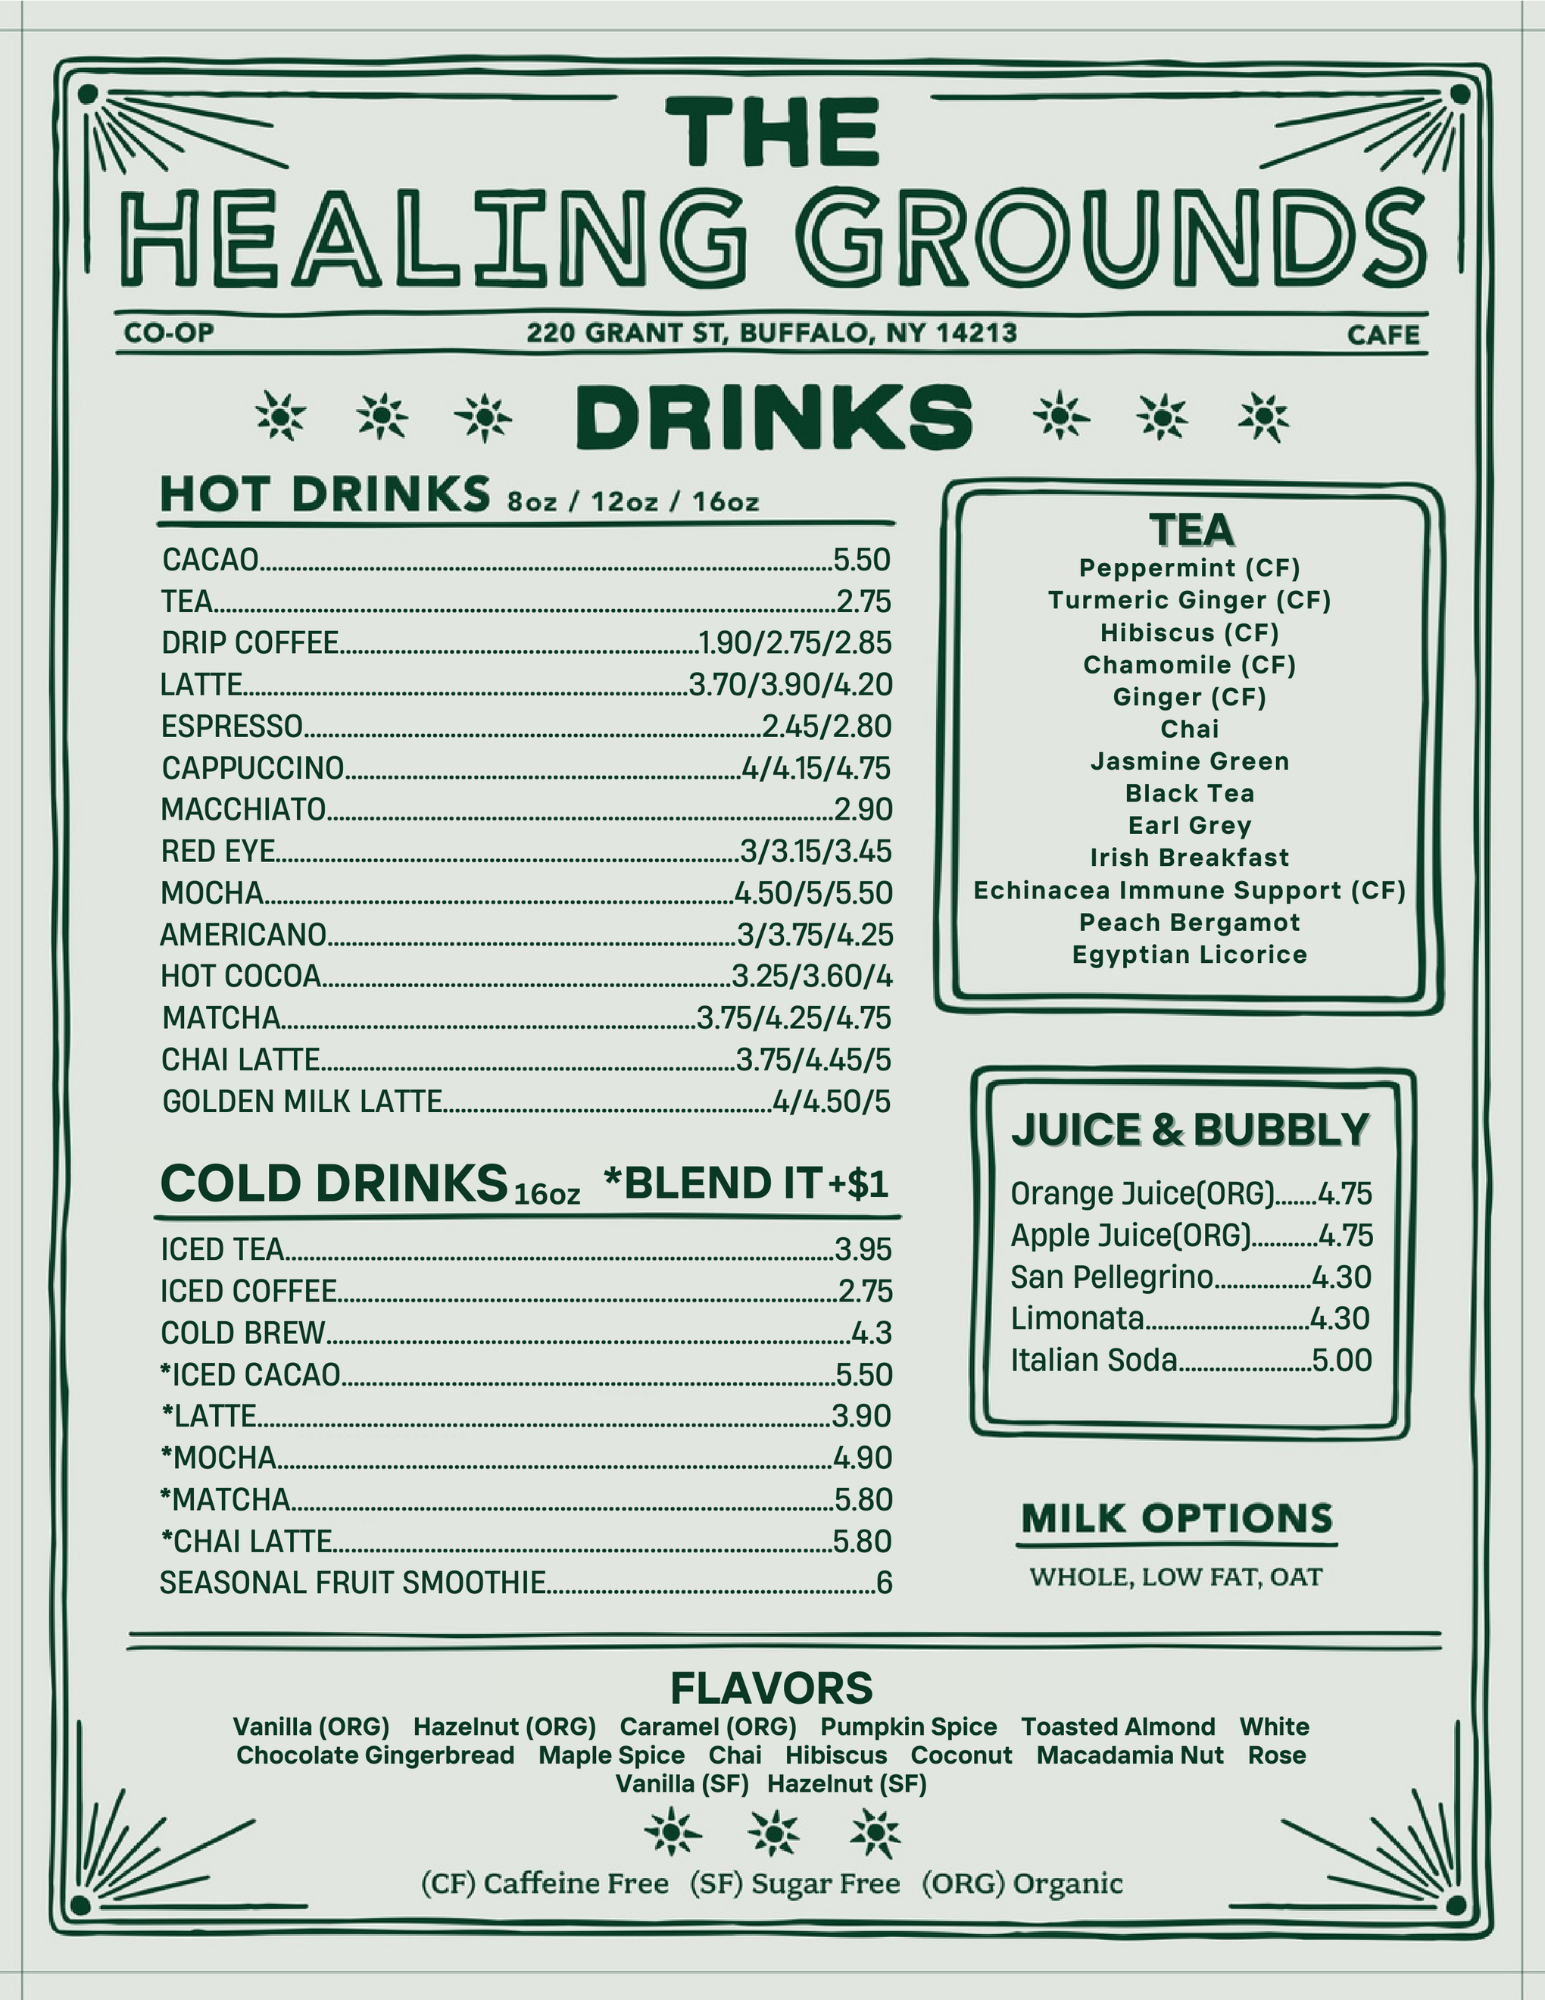 THE
HEALING GROUNDS
CO-OP 220 GRANT ST, BUFFALO, NY 14213 CAFE
DRINKS
HOT DRINKS 8oz / 12oz / 16oz
CACAO 5.50
TEA 2.75
DRIP COFFEE 1.90/2.75/2.85
LATTE 3.70/3.90/4.20
ESPRESSO 2.45/2.80
CAPPUCCINO 4/4.15/4.75
MACCHIATO 2.90
RED EYE 3/3.15/3.45
MOCHA 4.50/5/5.50
AMERICANO 3/3.75/4.25
HOT COCOA 3.25/3.60/4
MATCHA 3.75/4.25/4.75
CHAI LATTE 3.75/4.45/5
GOLDEN MILK LATTE 4/4.50/5
COLD DRINKS 16oz *BLEND IT +$1
ICED TEA 3.95
ICED COFFEE 2.75
COLD BREW 4.3
*ICED CACAO 5.50
*LATTE 3.90
*MOCHA 4.90
*MATCHA 5.80
*CHAI LATTE 5.80
SEASONAL FRUIT SMOOTHIE 6
TEA
Peppermint (CF)
Turmeric Ginger (CF)
Hibiscus (CF)
Chamomile (CF)
Ginger (CF)
Chai
Jasmine Green
Black Tea
Earl Grey
Irish Breakfast
Echinacea Immune Support (CF)
Peach Bergamot
Egyptian Licorice
JUICE & BUBBLY
Orange Juice(ORG) 4.75
Apple Juice(ORG) 4.75
San Pellegrino 4.30
Limonata 4.30
Italian Soda 5.00
MILK OPTIONS
WHOLE, LOW FAT, OAT
FLAVORS
Vanilla (ORG) Hazelnut (ORG) Caramel (ORG) Pumpkin Spice Toasted Almond White
Chocolate Gingerbread Maple Spice Chai Hibiscus Coconut Macadamia Nut Rose
Vanilla (SF) Hazelnut (SF)
(CF) Caffeine Free (SF) Sugar Free (ORG) Organic